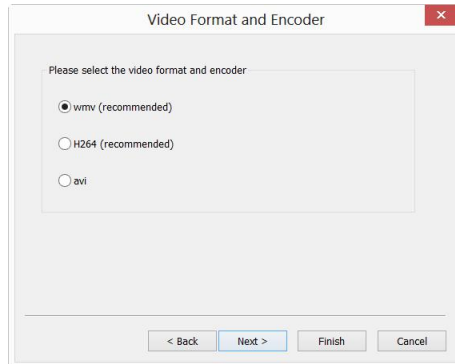 Video Format and Encoder
Please select the video format and encoder
wmv (recommended)
H264 (recommended)
avi
< Back Next > Finish Cancel